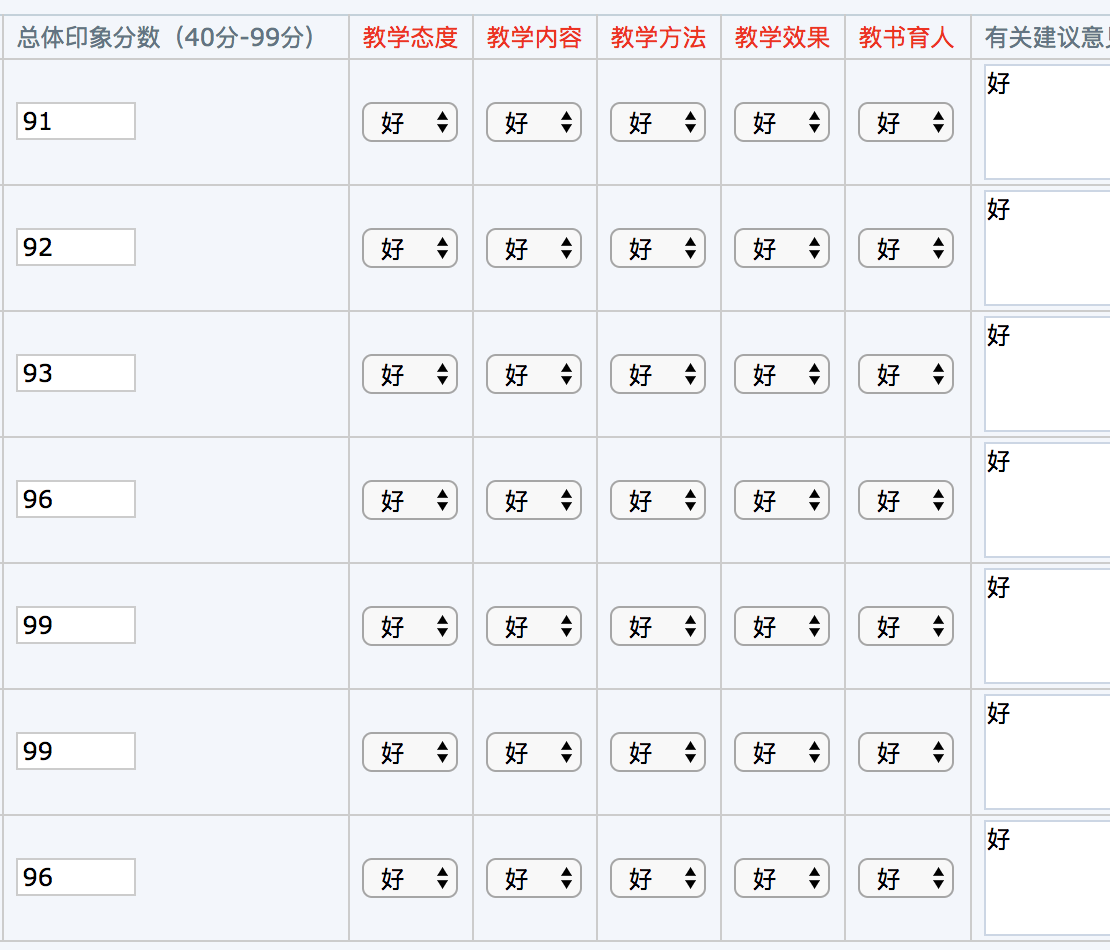 总体印象分数（40分-99分） 教学态度 教学内容 教学方法 教学效果 教书育人 有关建议意
91 好 好 好 好 好 好
92 好 好 好 好 好 好
93 好 好 好 好 好 好
96 好 好 好 好 好 好
99 好 好 好 好 好 好
99 好 好 好 好 好 好
96 好 好 好 好 好 好